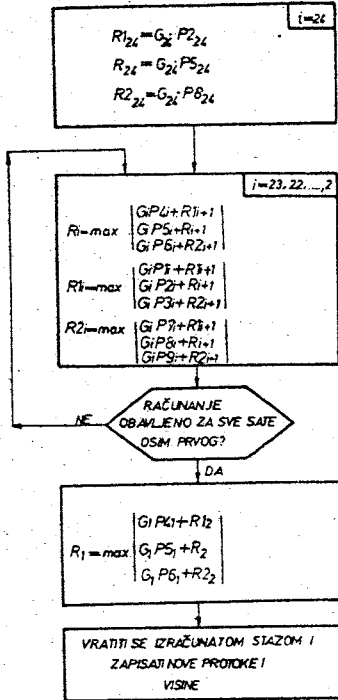 i=24
R1₂₄=G₂₄·P2₂₄
R₂₄=G₂₄·P5₂₄
R2₂₄=G₂₄·P8₂₄
i=23,22,...,2
Ri=max | GiP4i+R1i+1
GiP5i+Ri+1
GiP6i+R2i+1 |
R1i=max | GiP1i+R1i+1
GiP2i+Ri+1
GiP3i+R2i+1 |
R2i=max | GiP7i+R1i+1
GiP8i+Ri+1
GiP9i+R2i+1 |
RAČUNANJE
NE OBAVLJENO ZA SVE SATE
OSIM PRVOG?
DA
R₁=max | G₁P4₁+R1₂
G₁P5₁+R₂
G₁P6₁+R2₂ |
VRATITI SE IZRAČUNATOM STAZOM I
ZAPISATI NOVE PROTOKE I
VISINE